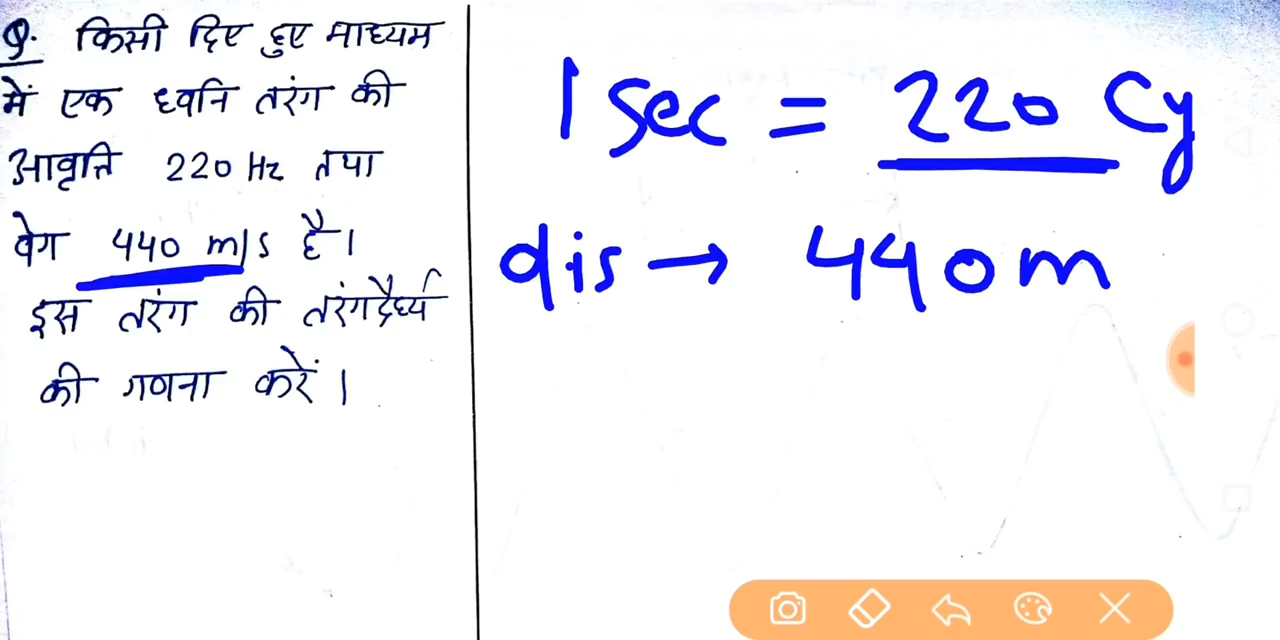 Q. किसी दिए हुए माध्यम
में एक ध्वनि तरंग की
आवृत्ति 220 Hz तथा
वेग 440 m/s है।
इस तरंग की तरंगदैर्ध्य
की गणना करें।
1 sec = 220 Cy
dis → 440 m